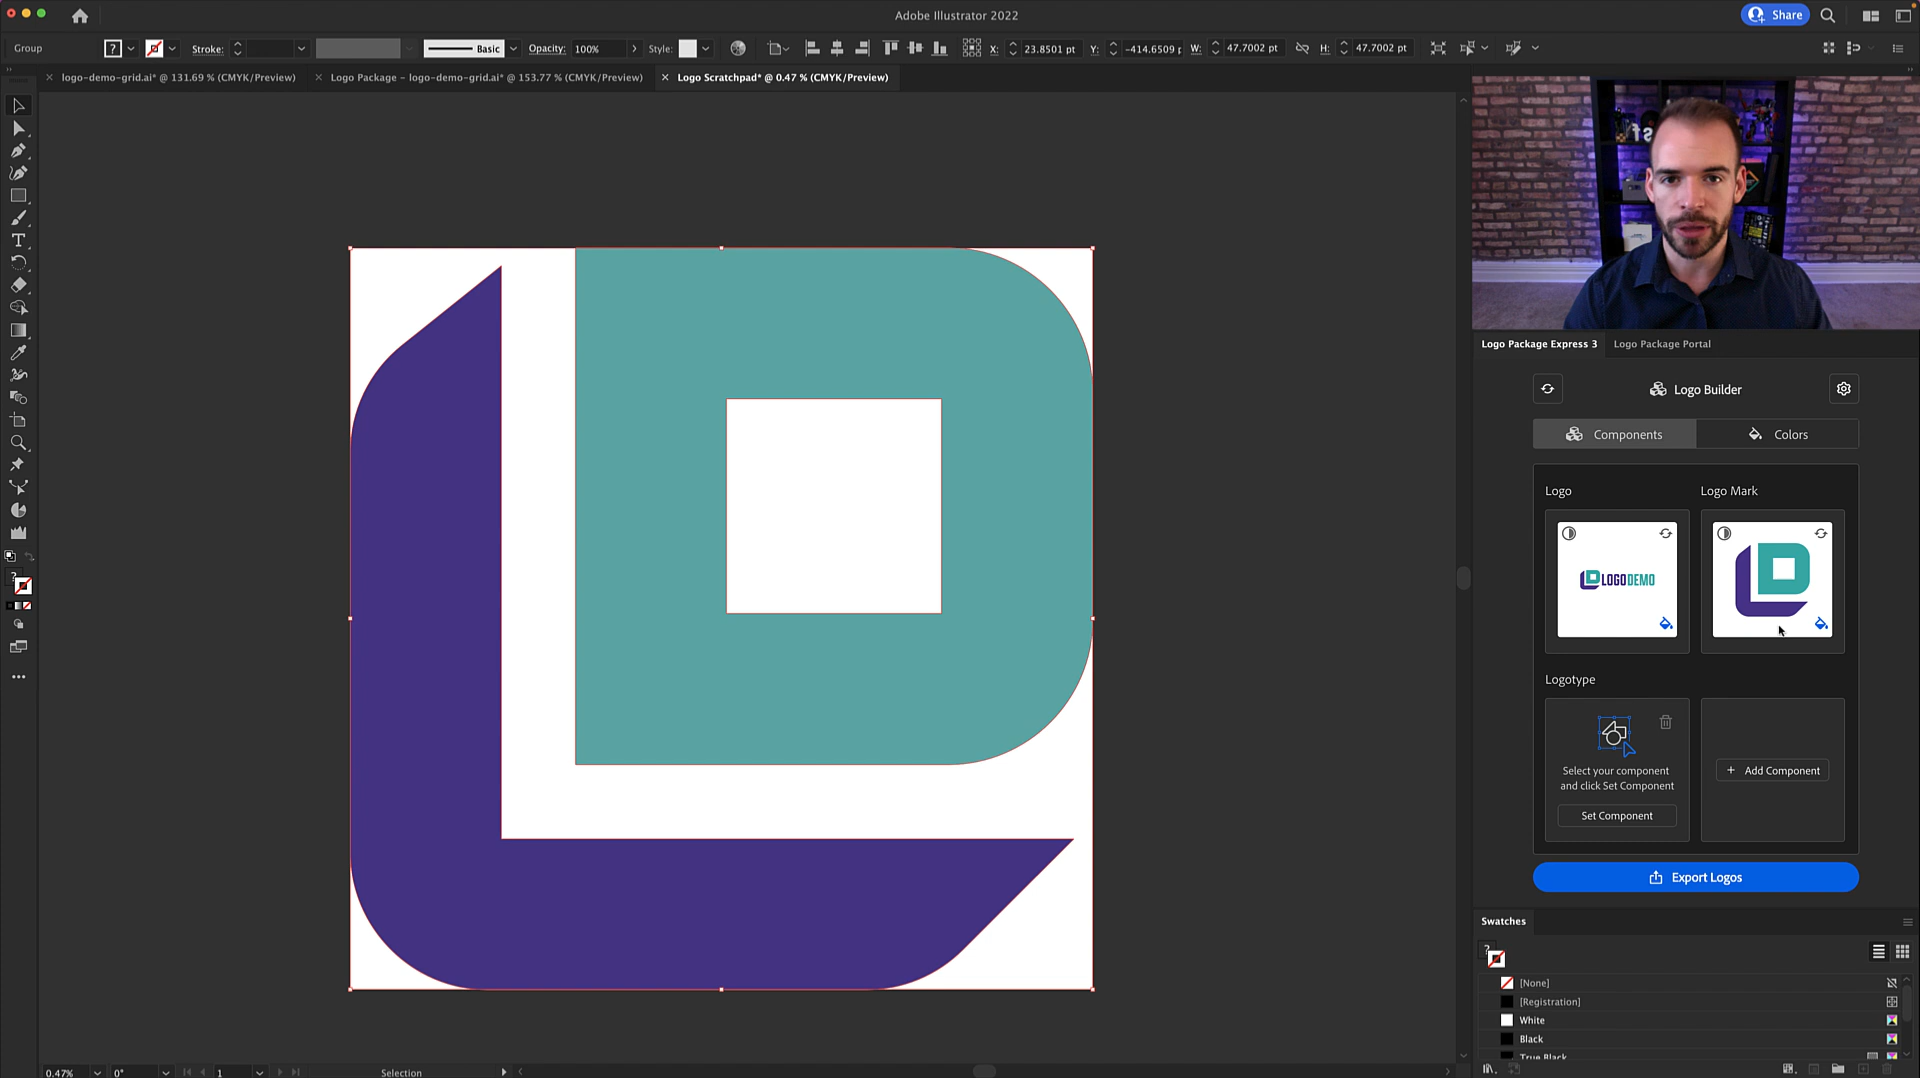 Adobe Illustrator 2022
Share
Group
?
Stroke:
Basic
Opacity:
100%
Style:
X:
23.8501 pt
Y:
-414.6509 p
W:
47.7002 pt
H:
47.7002 pt
logo-demo-grid.ai* @ 131.69 % (CMYK/Preview)
Logo Package – logo-demo-grid.ai* @ 153.77 % (CMYK/Preview)
Logo Scratchpad* @ 0.47 % (CMYK/Preview)
Logo Package Express 3
Logo Package Portal
Logo Builder
Components
Colors
Logo
Logo Mark
LOGODEMO
Logotype
Select your component
and click Set Component
Set Component
+ Add Component
Export Logos
Swatches
?
[None]
[Registration]
White
Black
True Black
0.47%
0°
1
Selection